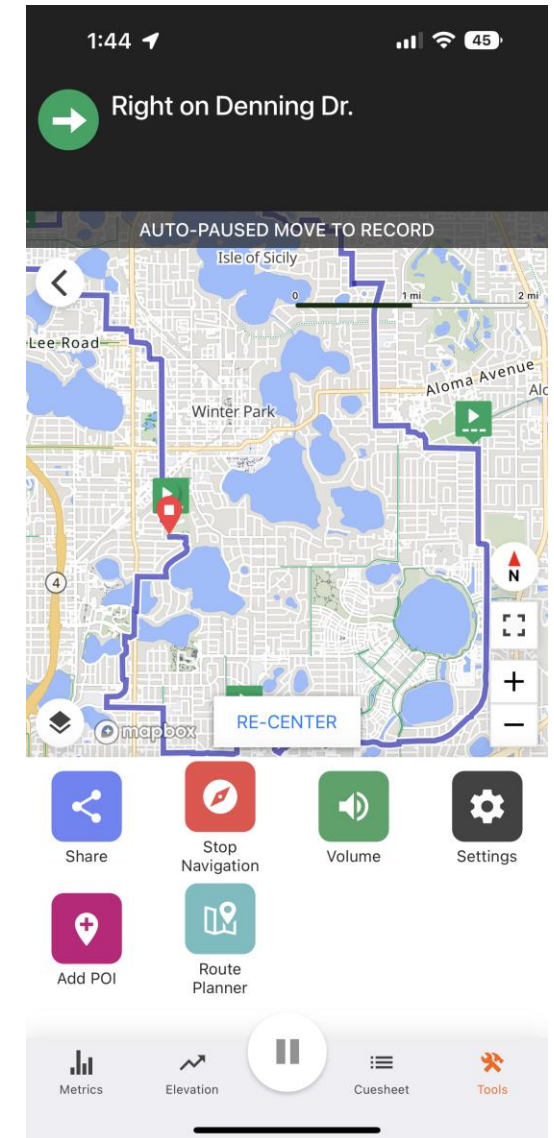 1:44
45
Right on Denning Dr.
AUTO-PAUSED MOVE TO RECORD
Isle of Sicily
0 1 mi 2 mi
Lee Road
Aloma Avenue
Alo
Winter Park
4
N
+
−
mapbox
RE-CENTER
Share
Stop
Navigation
Volume
Settings
Add POI
Route
Planner
Metrics
Elevation
Cuesheet
Tools